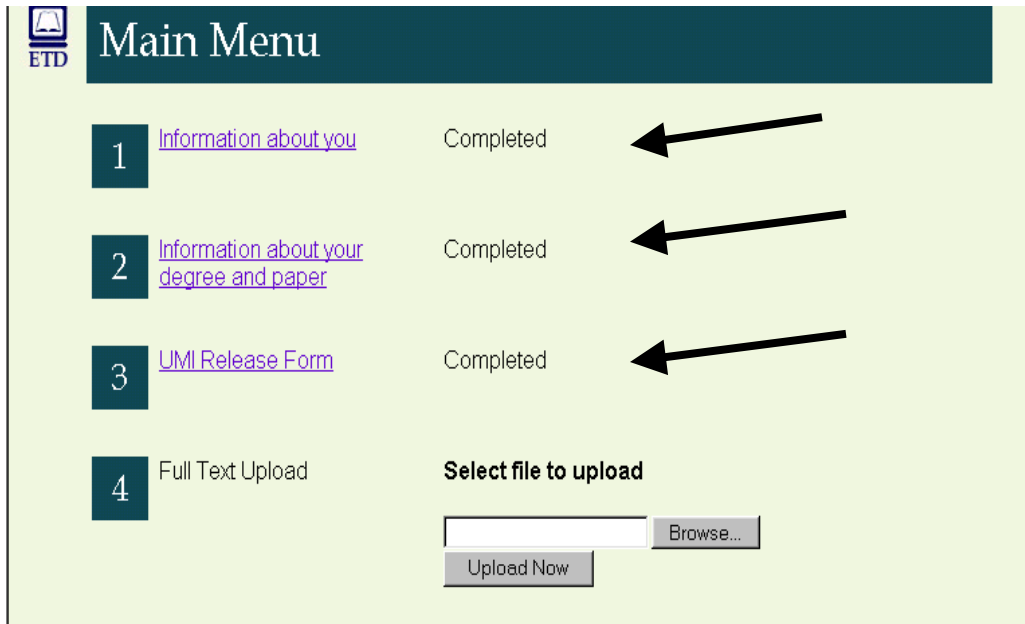 ETD
Main Menu
1
Information about you
Completed
2
Information about your
degree and paper
Completed
3
UMI Release Form
Completed
4
Full Text Upload
Select file to upload
Browse...
Upload Now